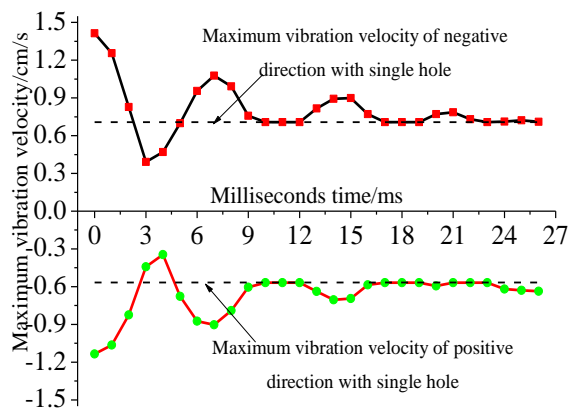 Maximum vibration velocity/cm/s
1.5
1.2
0.9
0.6
0.3
0.0
-0.3
-0.6
-0.9
-1.2
-1.5
Maximum vibration velocity of negative
direction with single hole
Milliseconds time/ms
0 3 6 9 12 15 18 21 24 27
Maximum vibration velocity of positive
direction with single hole